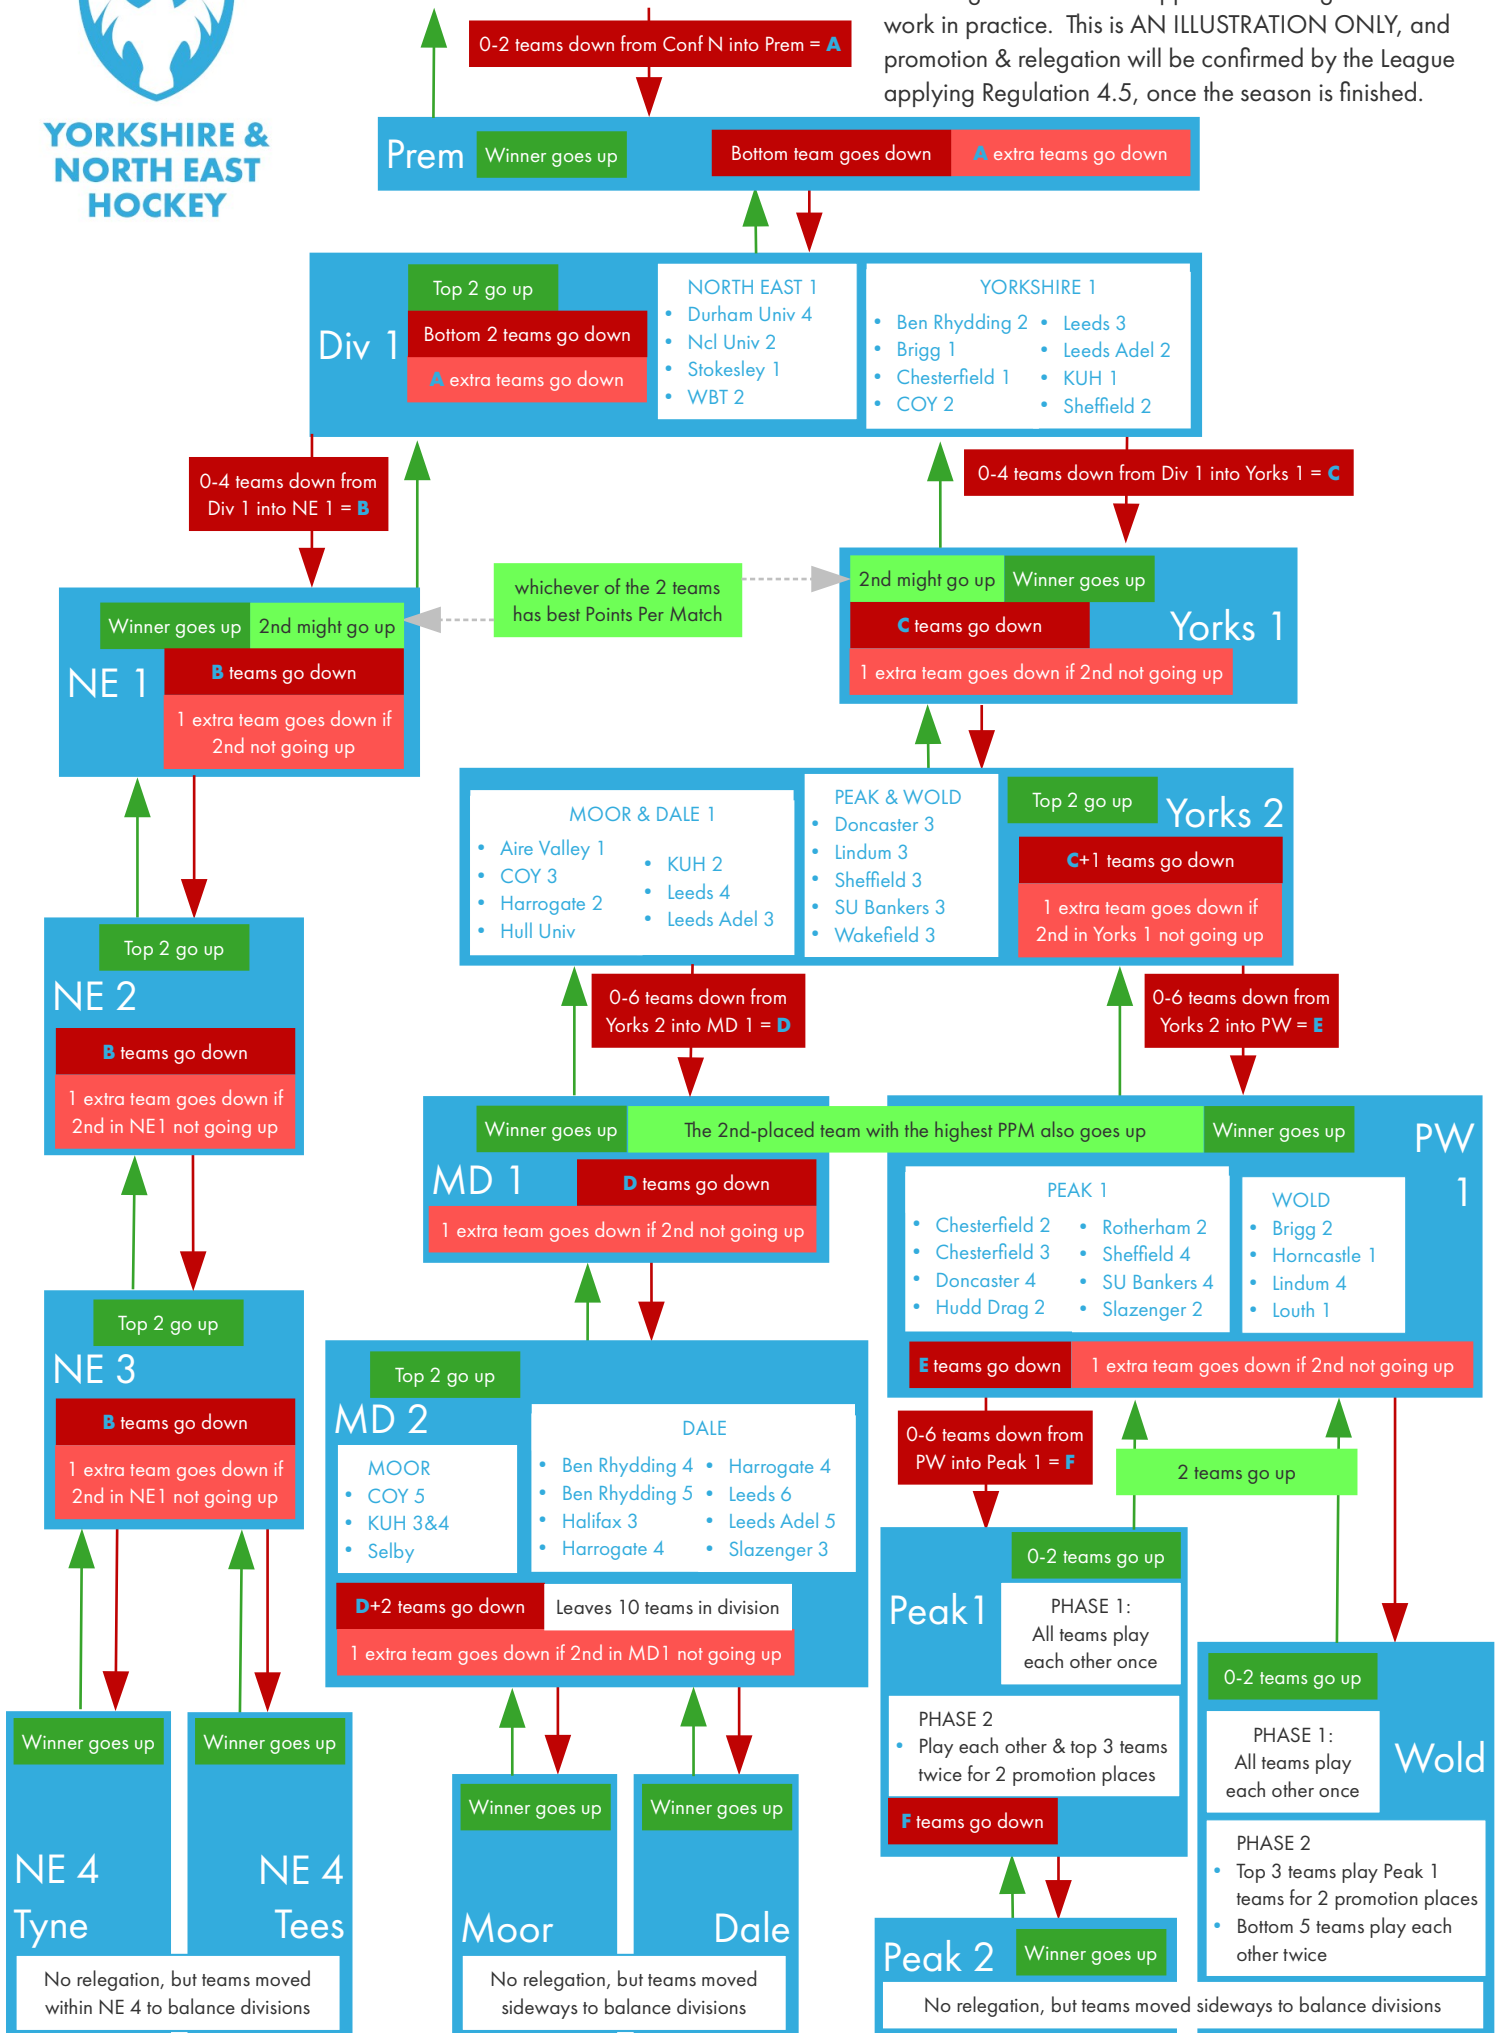 YORKSHIRE &
NORTH EAST
HOCKEY
work in practice. This is AN ILLUSTRATION ONLY, and
promotion & relegation will be confirmed by the League
applying Regulation 4.5, once the season is finished.
0-2 teams down from Conf N into Prem = A
Prem
Winner goes up
Bottom team goes down
A extra teams go down
Div 1
Top 2 go up
Bottom 2 teams go down
A extra teams go down
NORTH EAST 1
• Durham Univ 4
• Ncl Univ 2
• Stokesley 1
• WBT 2
YORKSHIRE 1
• Ben Rhydding 2
• Brigg 1
• Chesterfield 1
• COY 2
• Leeds 3
• Leeds Adel 2
• KUH 1
• Sheffield 2
0-4 teams down from
Div 1 into NE 1 = B
0-4 teams down from Div 1 into Yorks 1 = C
whichever of the 2 teams
has best Points Per Match
NE 1
Winner goes up
2nd might go up
B teams go down
1 extra team goes down if
2nd not going up
Yorks 1
2nd might go up
Winner goes up
C teams go down
1 extra team goes down if 2nd not going up
MOOR & DALE 1
• Aire Valley 1
• COY 3
• Harrogate 2
• Hull Univ
• KUH 2
• Leeds 4
• Leeds Adel 3
PEAK & WOLD
• Doncaster 3
• Lindum 3
• Sheffield 3
• SU Bankers 3
• Wakefield 3
Top 2 go up
Yorks 2
C+1 teams go down
1 extra team goes down if
2nd in Yorks 1 not going up
NE 2
Top 2 go up
B teams go down
1 extra team goes down if
2nd in NE1 not going up
0-6 teams down from
Yorks 2 into MD 1 = D
0-6 teams down from
Yorks 2 into PW = E
MD 1
Winner goes up
The 2nd-placed team with the highest PPM also goes up
Winner goes up
PW
1
D teams go down
1 extra team goes down if 2nd not going up
PEAK 1
• Chesterfield 2
• Chesterfield 3
• Doncaster 4
• Hudd Drag 2
• Rotherham 2
• Sheffield 4
• SU Bankers 4
• Slazenger 2
WOLD
• Brigg 2
• Horncastle 1
• Lindum 4
• Louth 1
E teams go down
1 extra team goes down if 2nd not going up
NE 3
Top 2 go up
B teams go down
1 extra team goes down if
2nd in NE1 not going up
MD 2
Top 2 go up
MOOR
• COY 5
• KUH 3&4
• Selby
DALE
• Ben Rhydding 4
• Ben Rhydding 5
• Halifax 3
• Harrogate 4
• Harrogate 4
• Leeds 6
• Leeds Adel 5
• Slazenger 3
D+2 teams go down
Leaves 10 teams in division
1 extra team goes down if 2nd in MD1 not going up
0-6 teams down from
PW into Peak 1 = F
2 teams go up
Peak1
0-2 teams go up
PHASE 1:
All teams play
each other once
PHASE 2
• Play each other & top 3 teams
twice for 2 promotion places
F teams go down
Wold
0-2 teams go up
PHASE 1:
All teams play
each other once
PHASE 2
• Top 3 teams play Peak 1
teams for 2 promotion places
• Bottom 5 teams play each
other twice
Winner goes up
NE 4
Tyne
Winner goes up
NE 4
Tees
No relegation, but teams moved
within NE 4 to balance divisions
Winner goes up
Moor
Winner goes up
Dale
No relegation, but teams moved
sideways to balance divisions
Peak 2
Winner goes up
No relegation, but teams moved sideways to balance divisions